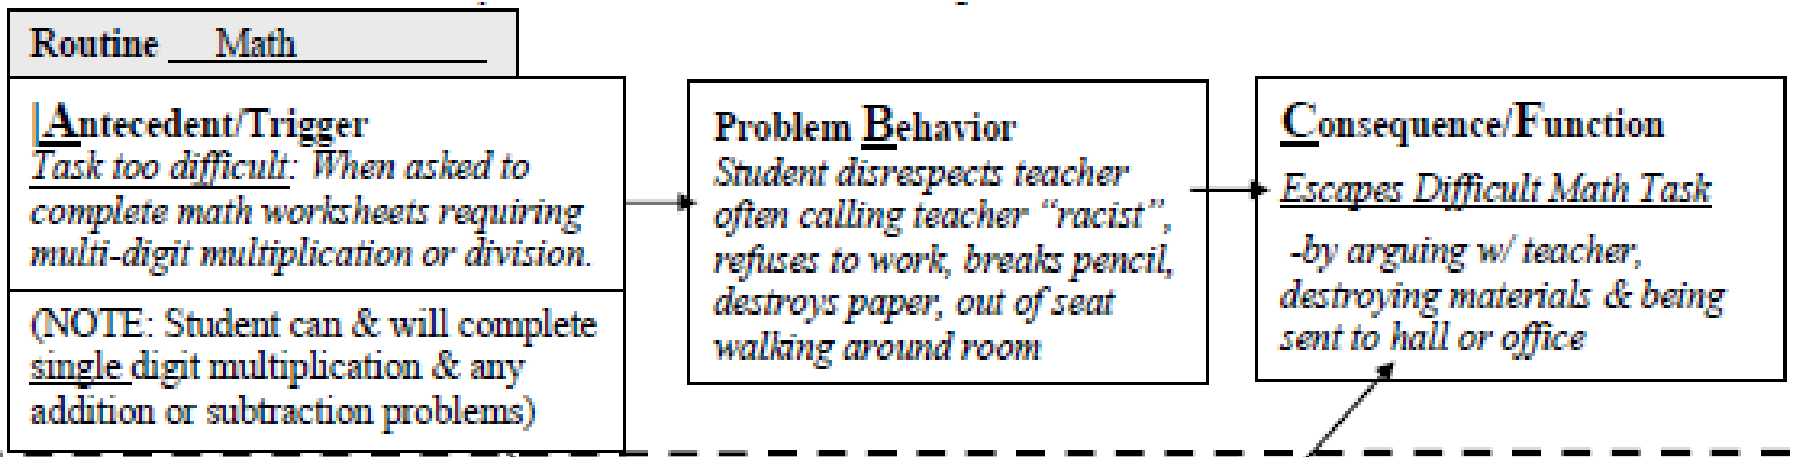 Routine ___Math___________
Antecedent/Trigger
Task too difficult: When asked to
complete math worksheets requiring
multi-digit multiplication or division.
(NOTE: Student can & will complete
single digit multiplication & any
addition or subtraction problems)
Problem Behavior
Student disrespects teacher
often calling teacher “racist”,
refuses to work, breaks pencil,
destroys paper, out of seat
walking around room
Consequence/Function
Escapes Difficult Math Task
-by arguing w/ teacher,
destroying materials & being
sent to hall or office